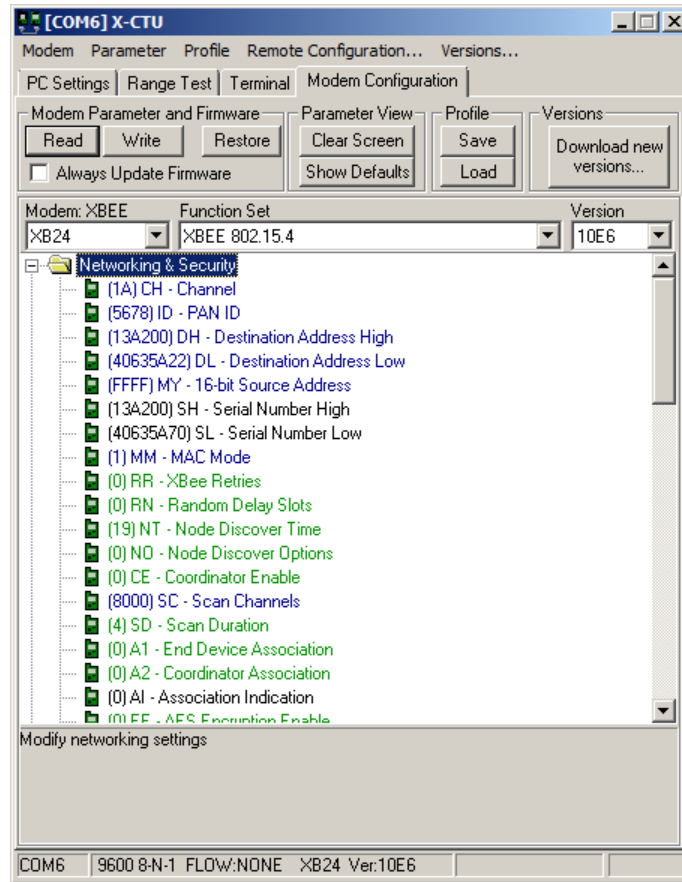 [COM6] X-CTU
Modem Parameter Profile Remote Configuration... Versions...
PC Settings Range Test Terminal Modem Configuration
Modem Parameter and Firmware Parameter View Profile Versions
Read Write Restore Clear Screen Save Download new versions...
Always Update Firmware Show Defaults Load
Modem: XBEE Function Set Version
XB24 XBEE 802.15.4 10E6
Networking & Security
(1A) CH - Channel
(5678) ID - PAN ID
(13A200) DH - Destination Address High
(40635A22) DL - Destination Address Low
(FFFF) MY - 16-bit Source Address
(13A200) SH - Serial Number High
(40635A70) SL - Serial Number Low
(1) MM - MAC Mode
(0) RR - XBee Retries
(0) RN - Random Delay Slots
(19) NT - Node Discover Time
(0) NO - Node Discover Options
(0) CE - Coordinator Enable
(8000) SC - Scan Channels
(4) SD - Scan Duration
(0) A1 - End Device Association
(0) A2 - Coordinator Association
(0) AI - Association Indication
(0) EE - AES Encryption Enable
Modify networking settings
COM6 9600 8-N-1 FLOW:NONE XB24 Ver:10E6